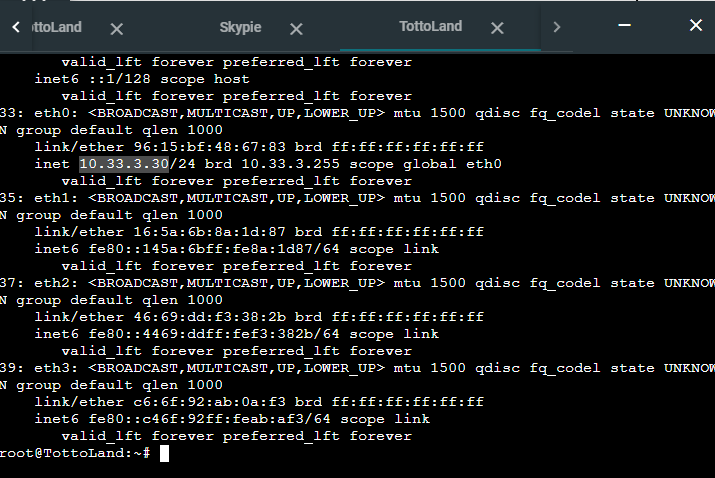 ottoLand
Skypie
TottoLand
valid_lft forever preferred_lft forever
inet6 ::1/128 scope host
valid_lft forever preferred_lft forever
33: eth0: <BROADCAST,MULTICAST,UP,LOWER_UP> mtu 1500 qdisc fq_codel state UNKNOW
N group default qlen 1000
link/ether 96:15:bf:48:67:83 brd ff:ff:ff:ff:ff:ff
inet 10.33.3.30/24 brd 10.33.3.255 scope global eth0
valid_lft forever preferred_lft forever
35: eth1: <BROADCAST,MULTICAST,UP,LOWER_UP> mtu 1500 qdisc fq_codel state UNKNOW
N group default qlen 1000
link/ether 16:5a:6b:8a:1d:87 brd ff:ff:ff:ff:ff:ff
inet6 fe80::145a:6bff:fe8a:1d87/64 scope link
valid_lft forever preferred_lft forever
37: eth2: <BROADCAST,MULTICAST,UP,LOWER_UP> mtu 1500 qdisc fq_codel state UNKNOW
N group default qlen 1000
link/ether 46:69:dd:f3:38:2b brd ff:ff:ff:ff:ff:ff
inet6 fe80::4469:ddff:fef3:382b/64 scope link
valid_lft forever preferred_lft forever
39: eth3: <BROADCAST,MULTICAST,UP,LOWER_UP> mtu 1500 qdisc fq_codel state UNKNOW
N group default qlen 1000
link/ether c6:6f:92:ab:0a:f3 brd ff:ff:ff:ff:ff:ff
inet6 fe80::c46f:92ff:feab:af3/64 scope link
valid_lft forever preferred_lft forever
root@TottoLand:~#